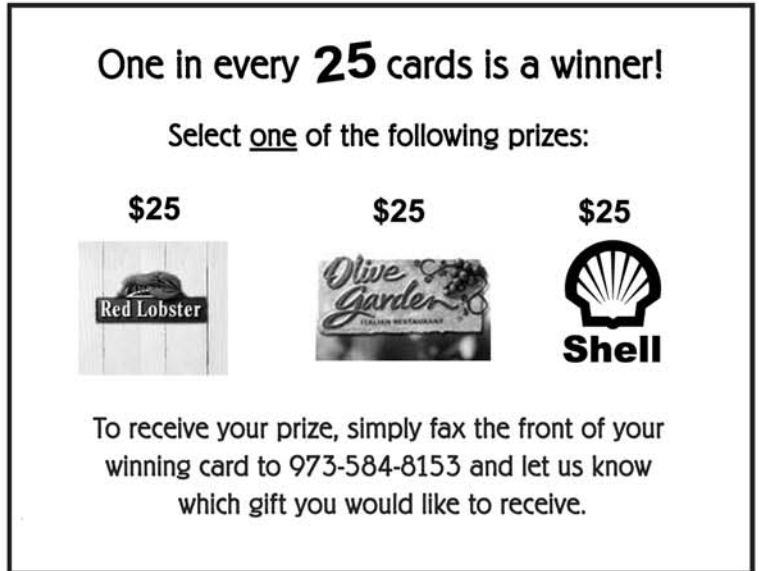 One in every 25 cards is a winner!
Select one of the following prizes:
$25 $25 $25
Red Lobster
Olive
Garden
ITALIAN RESTAURANT
Shell
To receive your prize, simply fax the front of your
winning card to 973-584-8153 and let us know
which gift you would like to receive.